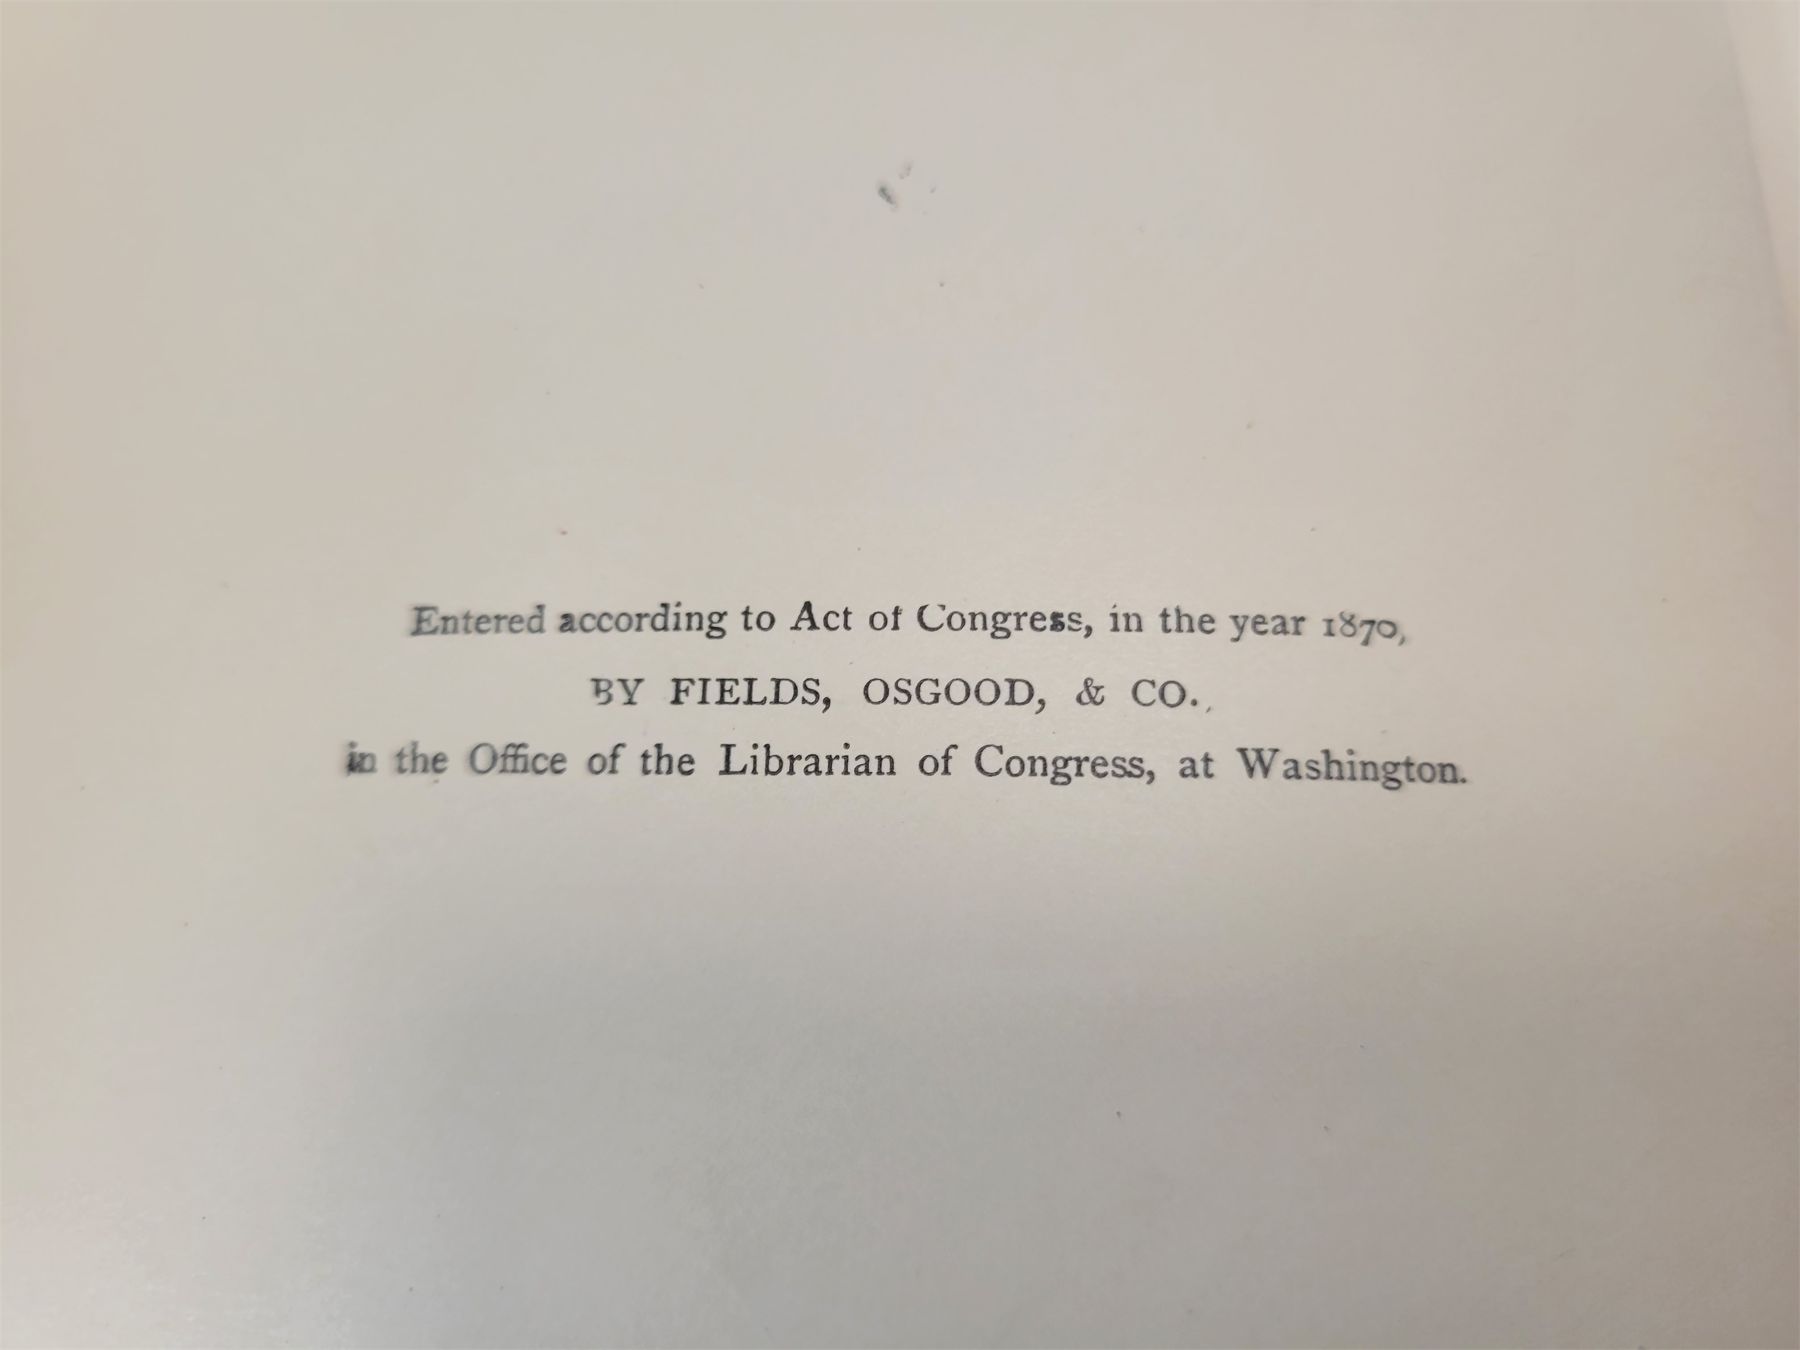 Entered according to Act of Congress, in the year 1870,
BY FIELDS, OSGOOD, & CO.,
in the Office of the Librarian of Congress, at Washington.